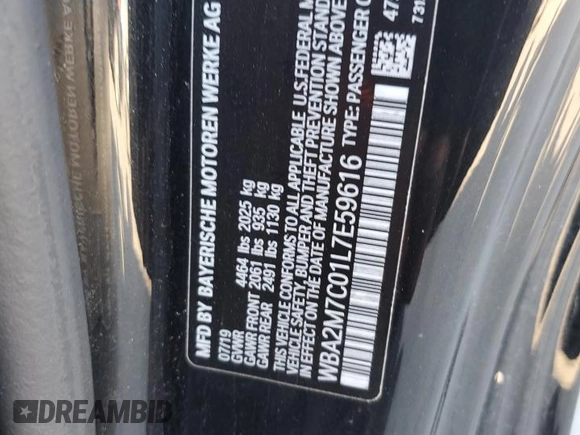 MFD BY BAYERISCHE MOTOREN WERKE AG
07/19
GVWR 4464 lbs 2025 kg
GAWR FRONT 2061 lbs 935 kg
GAWR REAR 2491 lbs 1130 kg
THIS VEHICLE CONFORMS TO ALL APPLICABLE U.S. FEDERAL M
VEHICLE SAFETY, BUMPER AND THEFT PREVENTION STAND
IN EFFECT ON THE DATE OF MANUFACTURE SHOWN ABOVE
WBA2M7C01L7E59616 TYPE: PASSENGER C
DREAMBID